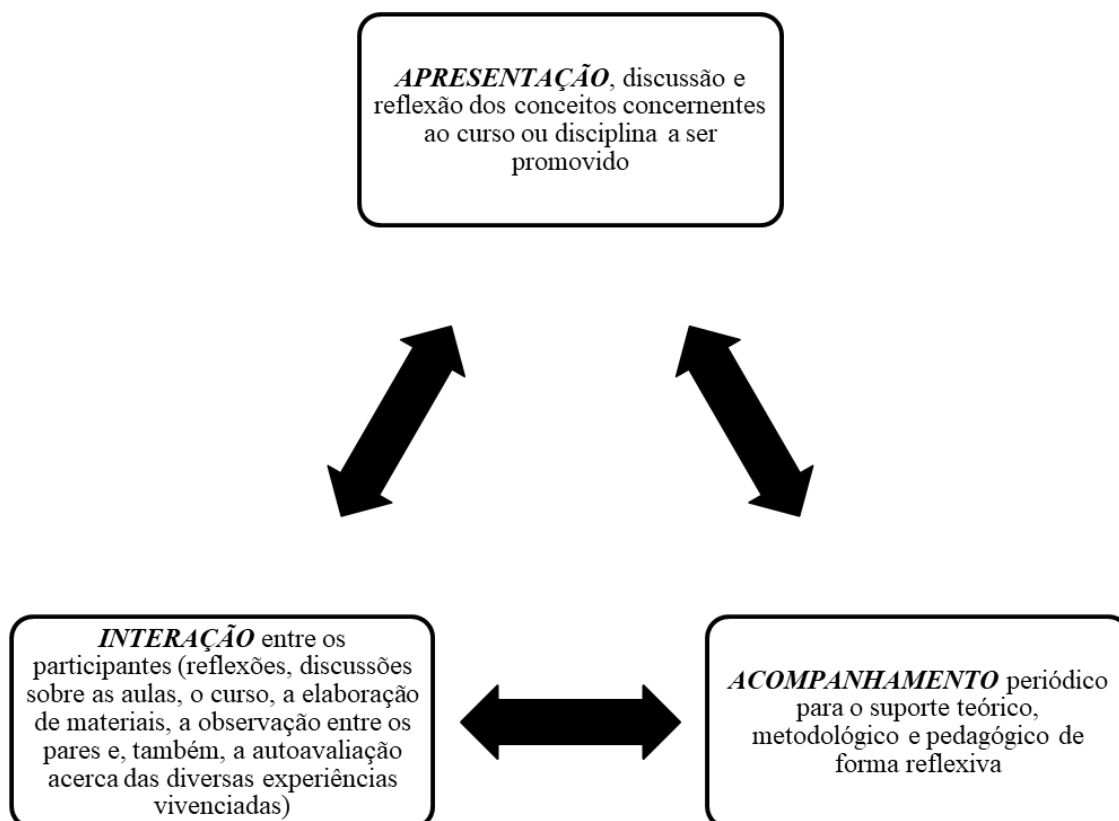 APRESENTAÇÃO, discussão e
reflexão dos conceitos concernentes
ao curso ou disciplina a ser
promovido
INTERAÇÃO entre os
participantes (reflexões, discussões
sobre as aulas, o curso, a elaboração
de materiais, a observação entre os
pares e, também, a autoavaliação
acerca das diversas experiências
vivenciadas)
ACOMPANHAMENTO periódico
para o suporte teórico,
metodológico e pedagógico de
forma reflexiva